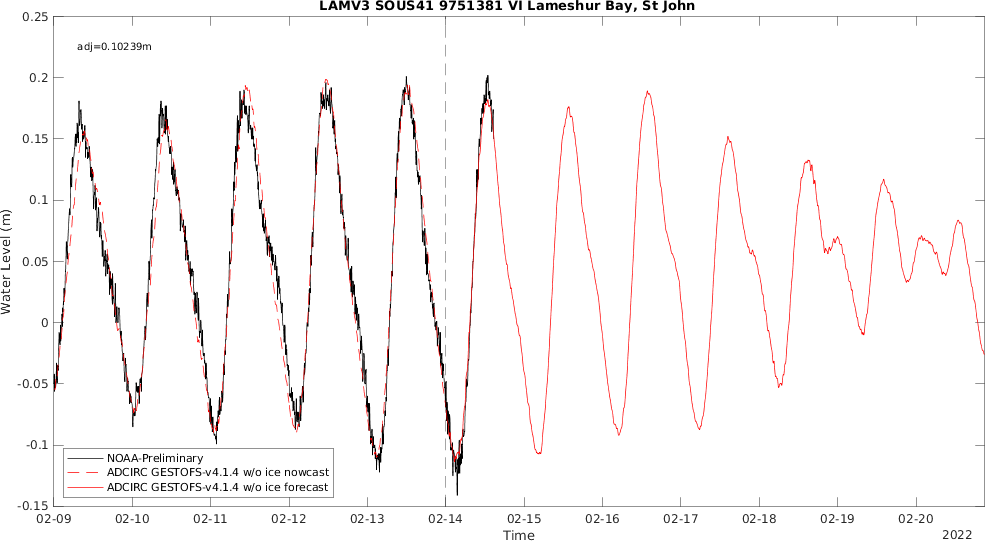 LAMV3 SOUS41 9751381 VI Lameshur Bay, St John
adj=0.10239m
0.25
0.2
0.15
0.1
0.05
0
-0.05
-0.1
-0.15
Water Level (m)
NOAA-Preliminary
ADCIRC GESTOFS-v4.1.4 w/o ice nowcast
ADCIRC GESTOFS-v4.1.4 w/o ice forecast
02-09 02-10 02-11 02-12 02-13 02-14 02-15 02-16 02-17 02-18 02-19 02-20
Time
2022